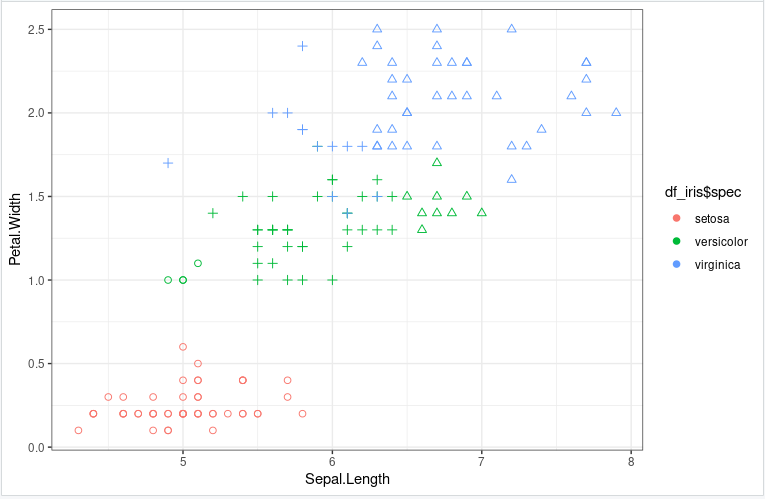 2.5
2.0
1.5
1.0
0.5
0.0
Petal.Width
5 6 7 8
Sepal.Length
df_iris$spec
setosa
versicolor
virginica